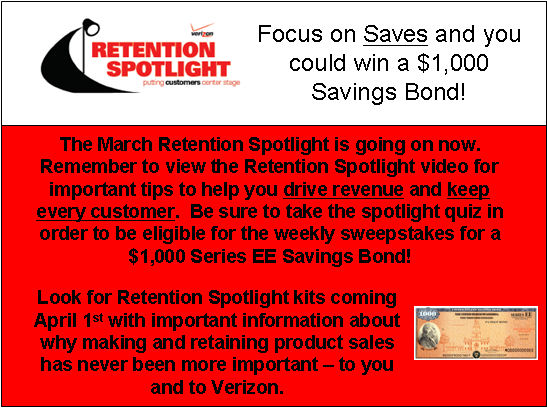 verizon
RETENTION
SPOTLIGHT
putting customers center stage
Focus on Saves and you
could win a $1,000
Savings Bond!
The March Retention Spotlight is going on now.
Remember to view the Retention Spotlight video for
important tips to help you drive revenue and keep
every customer.  Be sure to take the spotlight quiz in
order to be eligible for the weekly sweepstakes for a
$1,000 Series EE Savings Bond!
Look for Retention Spotlight kits coming
April 1st with important information about
why making and retaining product sales
has never been more important – to you
and to Verizon.
1000